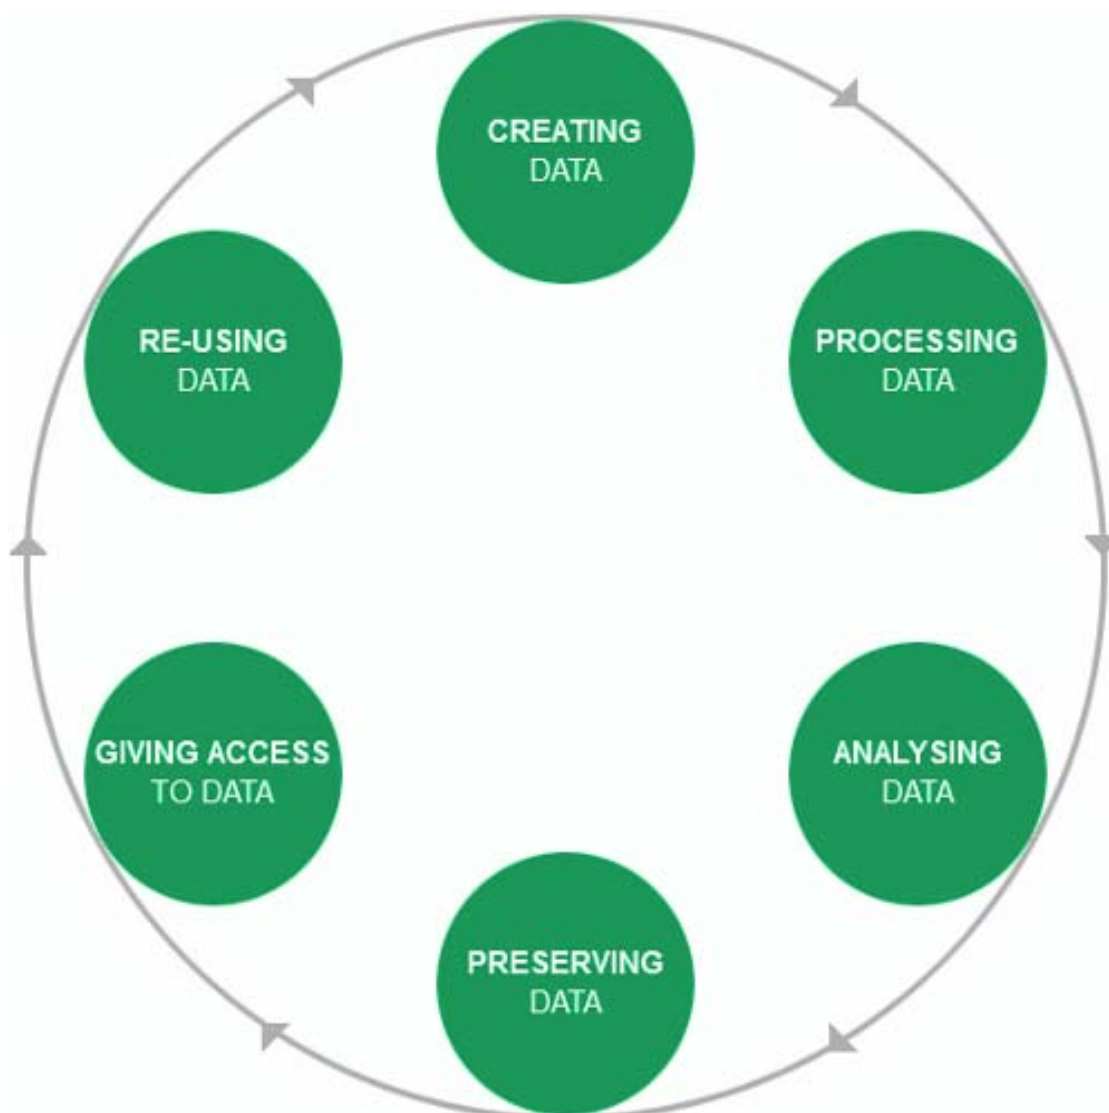 CREATING
DATA
PROCESSING
DATA
ANALYSING
DATA
PRESERVING
DATA
GIVING ACCESS
TO DATA
RE-USING
DATA